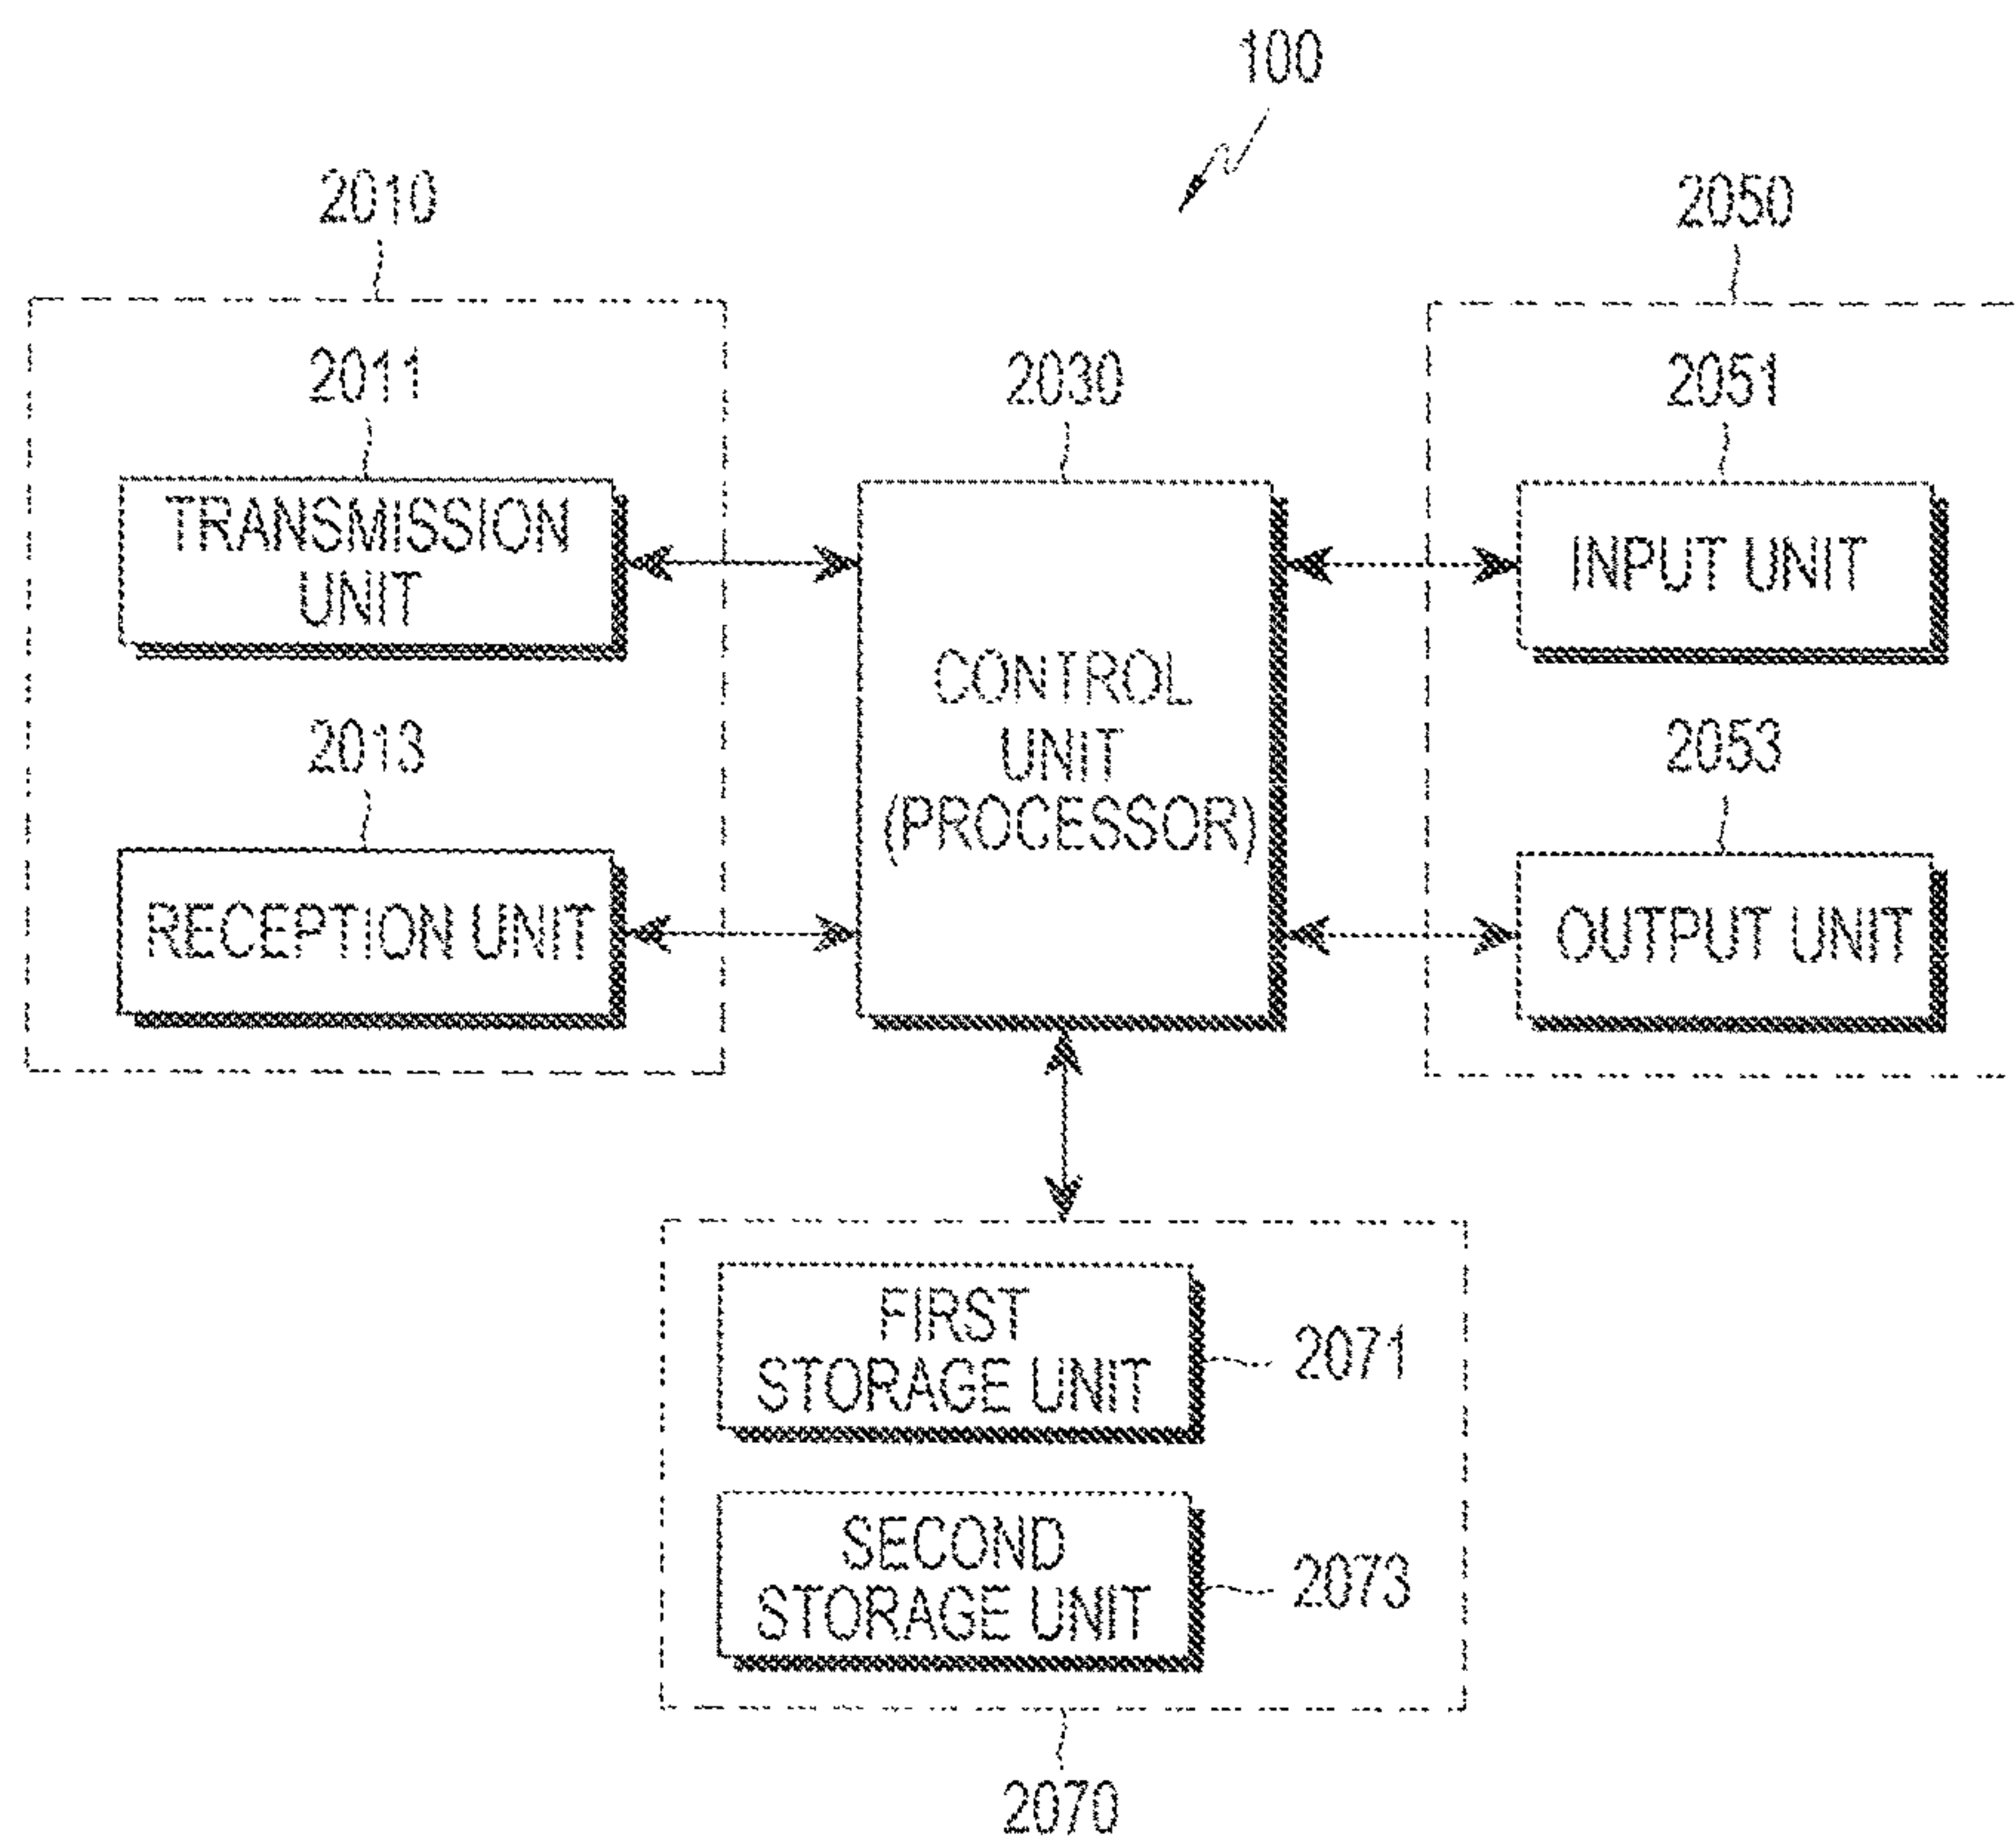 100
2010
2050
2011
2030
2051
TRANSMISSION
UNIT
INPUT UNIT
CONTROL
UNIT
(PROCESSOR)
2013
2053
RECEPTION UNIT
OUTPUT UNIT
FIRST
STORAGE UNIT
2071
SECOND
STORAGE UNIT
2073
2070